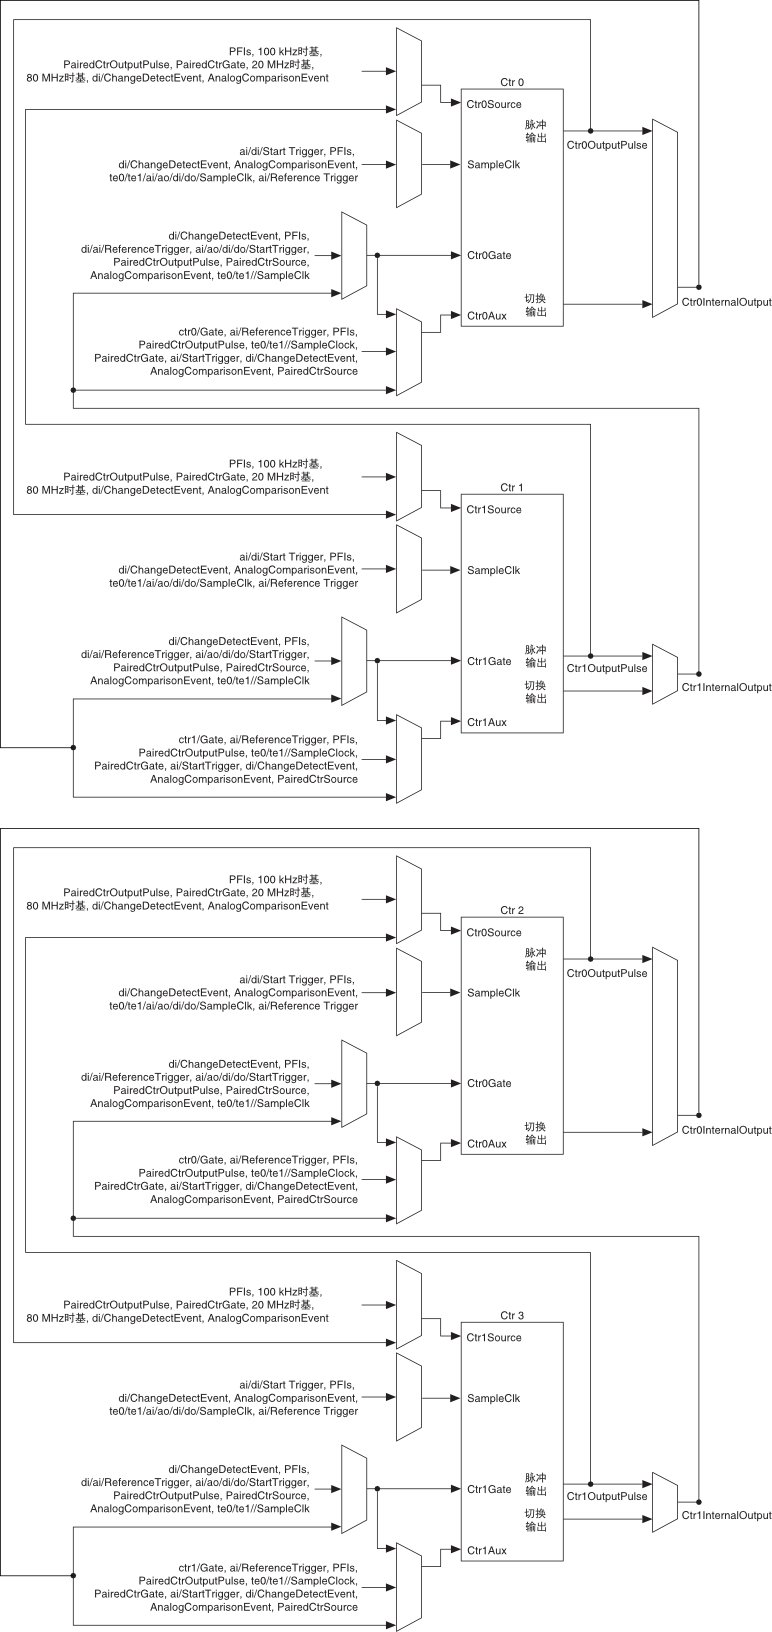 PFIs, 100 kHz时基,
PairedCtrOutputPulse, PairedCtrGate, 20 MHz时基,
80 MHz时基, di/ChangeDetectEvent, AnalogComparisonEvent
Ctr 0
Ctr0Source
脉冲
输出
Ctr0OutputPulse
ai/di/Start Trigger, PFIs,
di/ChangeDetectEvent, AnalogComparisonEvent,
te0/te1/ai/ao/di/do/SampleClk, ai/Reference Trigger
SampleClk
di/ChangeDetectEvent, PFIs,
di/ai/ReferenceTrigger, ai/ao/di/do/StartTrigger,
PairedCtrOutputPulse, PairedCtrSource,
AnalogComparisonEvent, te0/te1//SampleClk
Ctr0Gate
切换
输出
Ctr0InternalOutput
Ctr0Aux
ctr0/Gate, ai/ReferenceTrigger, PFIs,
PairedCtrOutputPulse, te0/te1//SampleClock,
PairedCtrGate, ai/StartTrigger, di/ChangeDetectEvent,
AnalogComparisonEvent, PairedCtrSource
PFIs, 100 kHz时基,
PairedCtrOutputPulse, PairedCtrGate, 20 MHz时基,
80 MHz时基, di/ChangeDetectEvent, AnalogComparisonEvent
Ctr 1
Ctr1Source
ai/di/Start Trigger, PFIs,
di/ChangeDetectEvent, AnalogComparisonEvent,
te0/te1/ai/ao/di/do/SampleClk, ai/Reference Trigger
SampleClk
di/ChangeDetectEvent, PFIs,
di/ai/ReferenceTrigger, ai/ao/di/do/StartTrigger,
PairedCtrOutputPulse, PairedCtrSource,
AnalogComparisonEvent, te0/te1//SampleClk
Ctr1Gate
脉冲
输出
Ctr1OutputPulse
切换
输出
Ctr1InternalOutput
Ctr1Aux
ctr1/Gate, ai/ReferenceTrigger, PFIs,
PairedCtrOutputPulse, te0/te1//SampleClock,
PairedCtrGate, ai/StartTrigger, di/ChangeDetectEvent,
AnalogComparisonEvent, PairedCtrSource
PFIs, 100 kHz时基,
PairedCtrOutputPulse, PairedCtrGate, 20 MHz时基,
80 MHz时基, di/ChangeDetectEvent, AnalogComparisonEvent
Ctr 2
Ctr0Source
脉冲
输出
Ctr0OutputPulse
ai/di/Start Trigger, PFIs,
di/ChangeDetectEvent, AnalogComparisonEvent,
te0/te1/ai/ao/di/do/SampleClk, ai/Reference Trigger
SampleClk
di/ChangeDetectEvent, PFIs,
di/ai/ReferenceTrigger, ai/ao/di/do/StartTrigger,
PairedCtrOutputPulse, PairedCtrSource,
AnalogComparisonEvent, te0/te1//SampleClk
Ctr0Gate
切换
输出
Ctr0InternalOutput
Ctr0Aux
ctr0/Gate, ai/ReferenceTrigger, PFIs,
PairedCtrOutputPulse, te0/te1//SampleClock,
PairedCtrGate, ai/StartTrigger, di/ChangeDetectEvent,
AnalogComparisonEvent, PairedCtrSource
PFIs, 100 kHz时基,
PairedCtrOutputPulse, PairedCtrGate, 20 MHz时基,
80 MHz时基, di/ChangeDetectEvent, AnalogComparisonEvent
Ctr 3
Ctr1Source
ai/di/Start Trigger, PFIs,
di/ChangeDetectEvent, AnalogComparisonEvent,
te0/te1/ai/ao/di/do/SampleClk, ai/Reference Trigger
SampleClk
di/ChangeDetectEvent, PFIs,
di/ai/ReferenceTrigger, ai/ao/di/do/StartTrigger,
PairedCtrOutputPulse, PairedCtrSource,
AnalogComparisonEvent, te0/te1//SampleClk
Ctr1Gate
脉冲
输出
Ctr1OutputPulse
切换
输出
Ctr1InternalOutput
Ctr1Aux
ctr1/Gate, ai/ReferenceTrigger, PFIs,
PairedCtrOutputPulse, te0/te1//SampleClock,
PairedCtrGate, ai/StartTrigger, di/ChangeDetectEvent,
AnalogComparisonEvent, PairedCtrSource